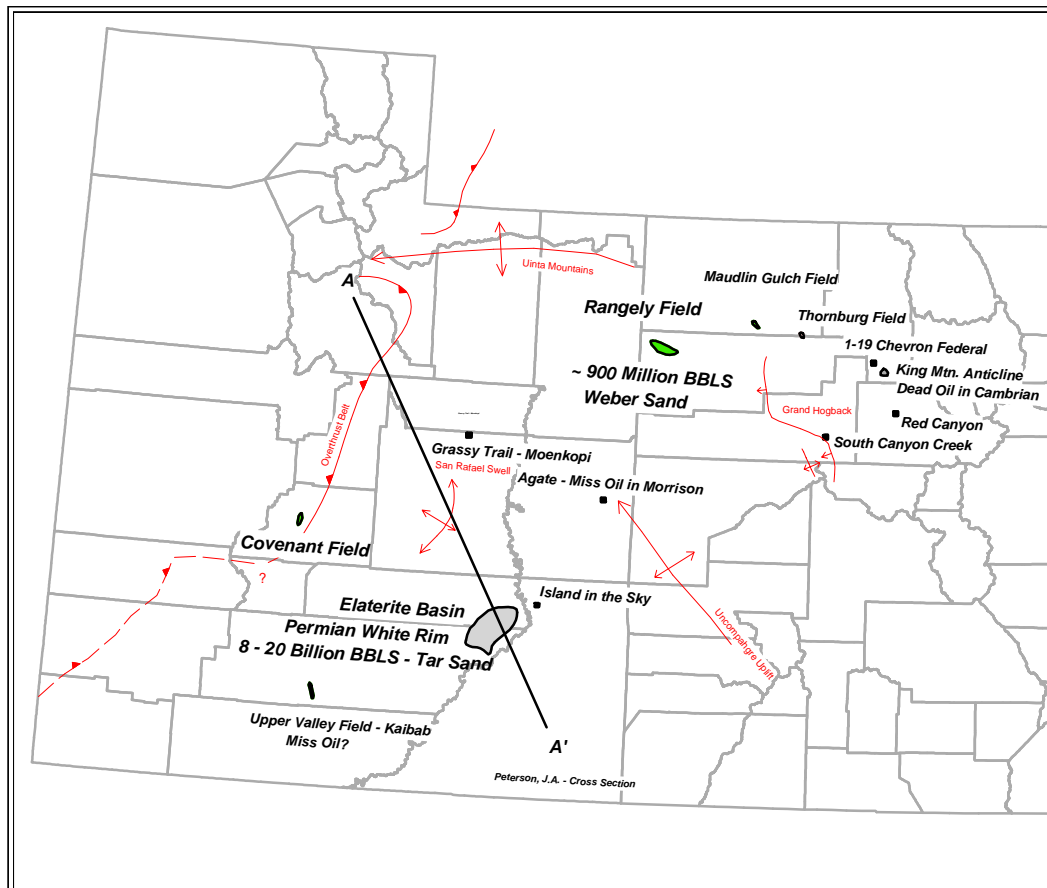 Uinta Mountains
Maudlin Gulch Field
A
Rangely Field
Thornburg Field
1-19 Chevron Federal
~ 900 Million BBLS
Weber Sand
King Mtn. Anticline
Dead Oil in Cambrian
Grand Hogback
Red Canyon
Overthrust Belt
South Canyon Creek
Grassy Trail - Moenkopi
San Rafael Swell
Agate - Miss Oil in Morrison
Covenant Field
?
Island in the Sky
Elaterite Basin
Permian White Rim
8 - 20 Billion BBLS - Tar Sand
Uncompahgre Uplift
Upper Valley Field - Kaibab
Miss Oil?
A'
Peterson, J.A. - Cross Section